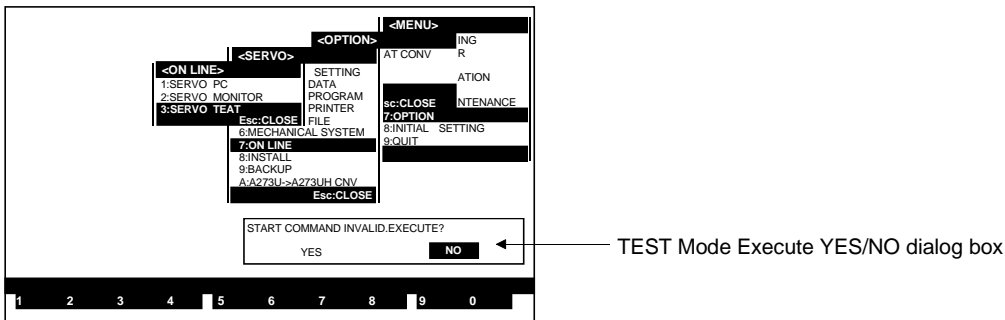 <MENU>
<OPTION>
ING
<SERVO>
AT CONV
R
<ON LINE>
SETTING
ATION
1:SERVO PC
DATA
2:SERVO MONITOR
PROGRAM
sc:CLOSE
NTENANCE
3:SERVO TEAT
PRINTER
7:OPTION
Esc:CLOSE
FILE
8:INITIAL SETTING
6:MECHANICAL SYSTEM
9:QUIT
7:ON LINE
8:INSTALL
9:BACKUP
A:A273U->A273UH CNV
Esc:CLOSE
START COMMAND INVALID.EXECUTE?
YES NO
TEST Mode Execute YES/NO dialog box
1 2 3 4 5 6 7 8 9 0